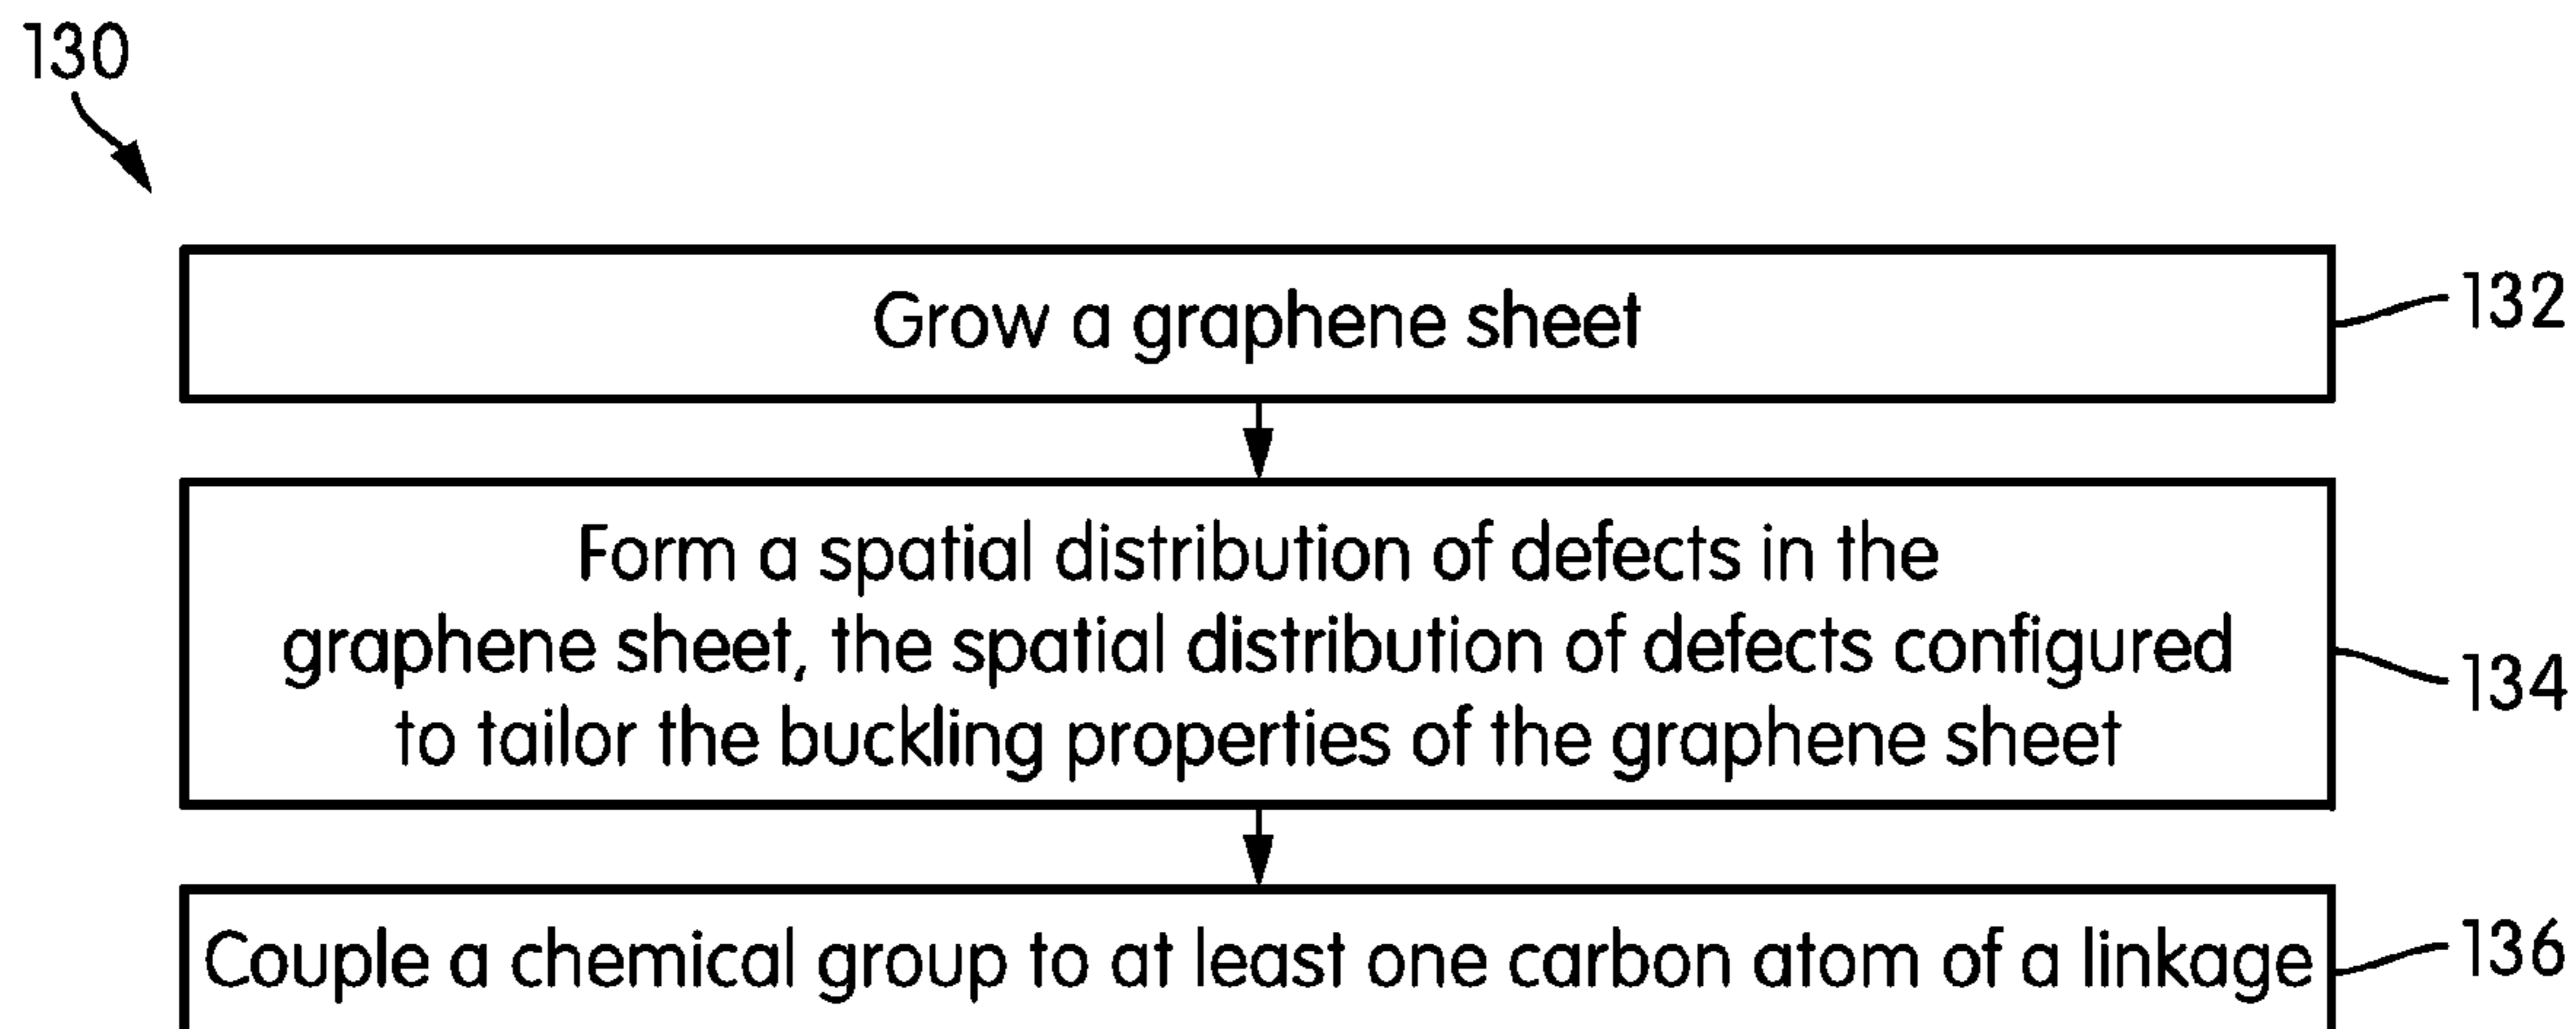 130
Grow a graphene sheet
132
Form a spatial distribution of defects in the
graphene sheet, the spatial distribution of defects configured
to tailor the buckling properties of the graphene sheet
134
Couple a chemical group to at least one carbon atom of a linkage
136